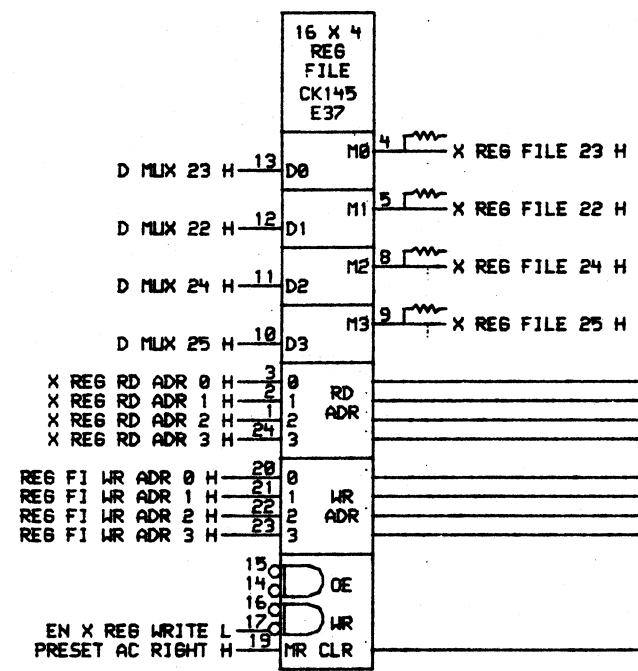 16 X 4
REG
FILE
CK145
E37
D MUX 23 H 13 D0 M0 4 X REG FILE 23 H
D MUX 22 H 12 D1 M1 5 X REG FILE 22 H
D MUX 24 H 11 D2 M2 8 X REG FILE 24 H
D MUX 25 H 10 D3 M3 9 X REG FILE 25 H
X REG RD ADR 0 H 3 0
X REG RD ADR 1 H 2 1
X REG RD ADR 2 H 1 2
X REG RD ADR 3 H 24 3
RD
ADR
REG FI WR ADR 0 H 20 0
REG FI WR ADR 1 H 21 1
REG FI WR ADR 2 H 22 2
REG FI WR ADR 3 H 23 3
WR
ADR
15
14 OE
16
EN X REG WRITE L 17 WR
PRESET AC RIGHT H 19 MR CLR